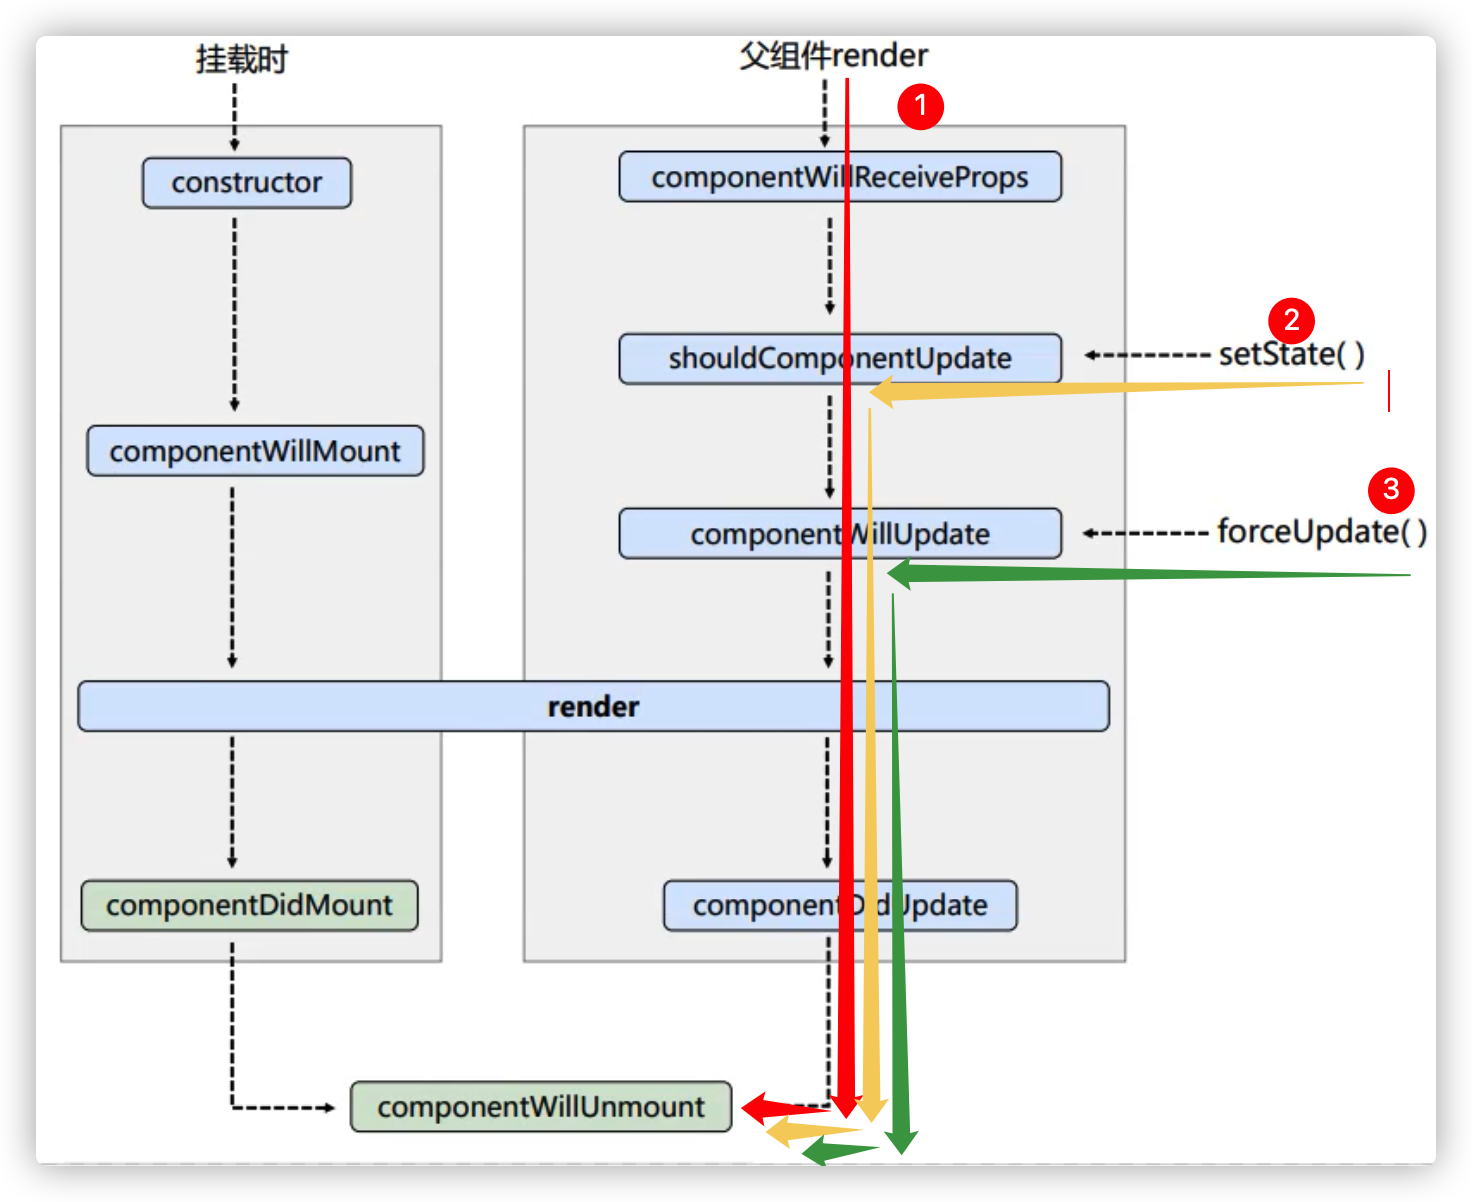 挂载时
父组件render
1
constructor
componentWillReceiveProps
2
shouldComponentUpdate
setState( )
componentWillMount
3
componentWillUpdate
forceUpdate( )
render
componentDidMount
componentDidUpdate
componentWillUnmount